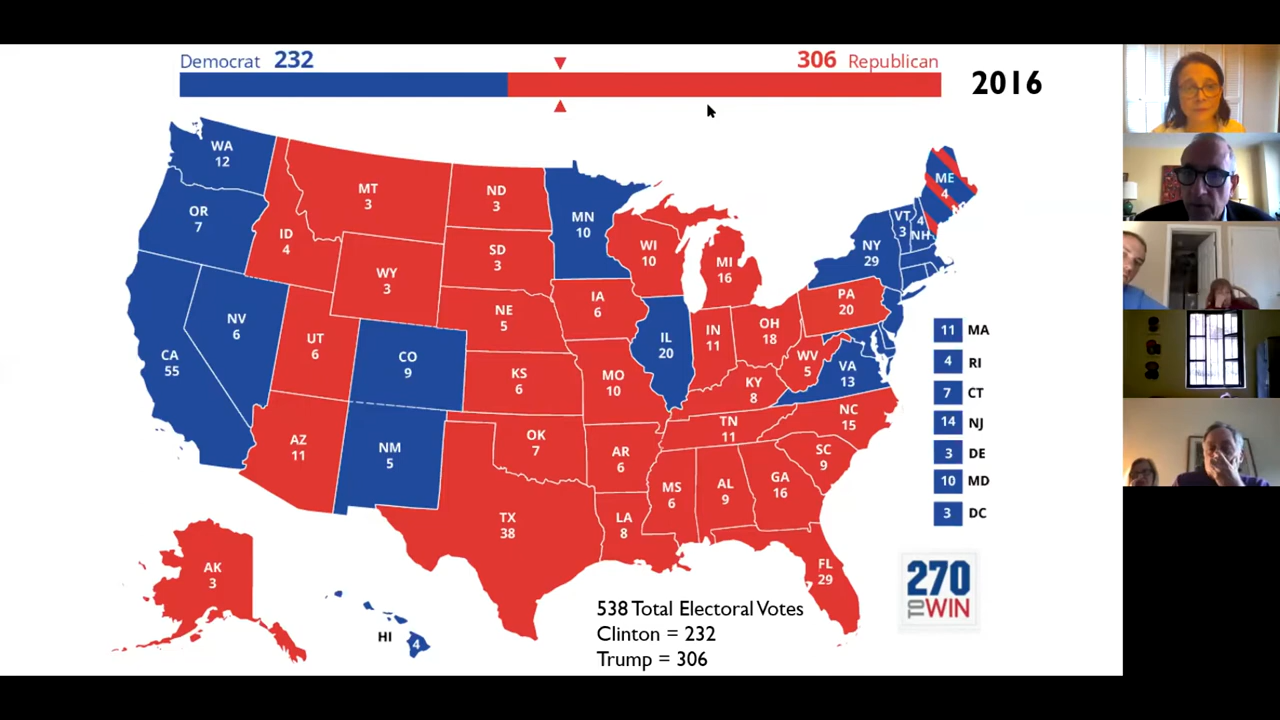 Democrat 232
306 Republican
2016
WA
12
OR
7
CA
55
NV
6
ID
4
MT
3
WY
3
UT
6
AZ
11
CO
9
NM
5
ND
3
SD
3
NE
5
KS
6
OK
7
TX
38
MN
10
IA
6
MO
10
AR
6
LA
8
WI
10
IL
20
MI
16
IN
11
OH
18
KY
8
TN
11
MS
6
AL
9
GA
16
FL
29
SC
9
NC
15
VA
13
WV
5
PA
20
NY
29
VT
3
4
NH
ME
4
11 MA
4 RI
7 CT
14 NJ
3 DE
10 MD
3 DC
AK
3
HI
4
538 Total Electoral Votes
Clinton = 232
Trump = 306
270
TO WIN